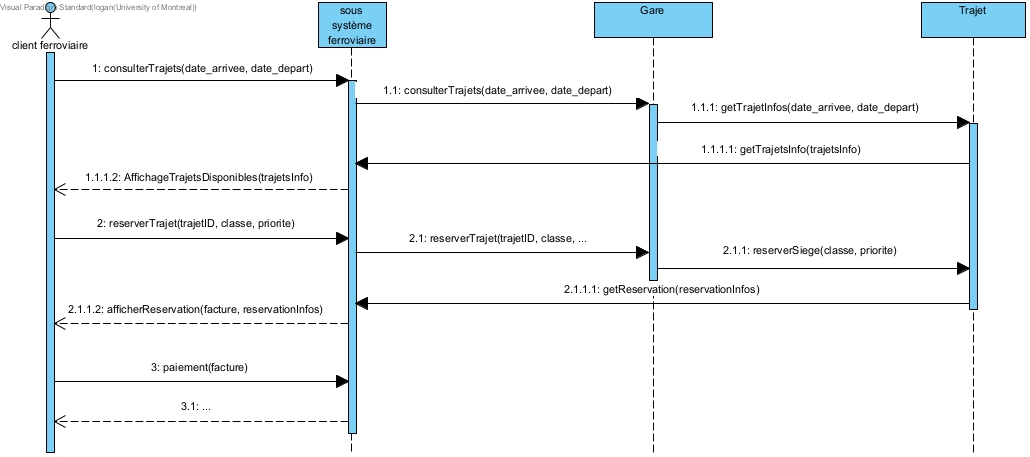 Visual Paradigm Standard(logan(University of Montreal))
client ferroviaire
sous
système
ferroviaire
Gare
Trajet
1: consulterTrajets(date_arrivee, date_depart)
1.1: consulterTrajets(date_arrivee, date_depart)
1.1.1: getTrajetInfos(date_arrivee, date_depart)
1.1.1.1: getTrajetsInfo(trajetsInfo)
1.1.1.2: AffichageTrajetsDisponibles(trajetsInfo)
2: reserverTrajet(trajetID, classe, priorite)
2.1: reserverTrajet(trajetID, classe, ...
2.1.1: reserverSiege(classe, priorite)
2.1.1.1: getReservation(reservationInfos)
2.1.1.2: afficherReservation(facture, reservationInfos)
3: paiement(facture)
3.1: ...